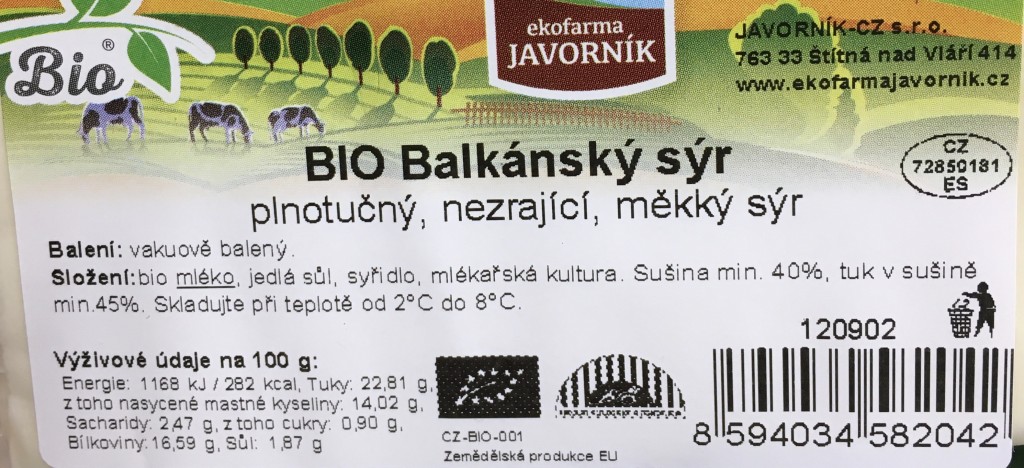 Bio®
ekofarma
JAVORNÍK
JAVORNÍK-CZ s.r.o.
763 33 Štítná nad Vláří 414
www.ekofarmajavornik.cz
CZ
72850181
ES
BIO Balkánský sýr
plnotučný, nezrající, měkký sýr
Balení: vakuově balený.
Složení:bio mléko, jedlá sůl, syřidlo, mlékařská kultura. Sušina min. 40%, tuk v sušině
min.45%. Skladujte při teplotě od 2°C do 8°C.
120902
Výživové údaje na 100 g:
Energie: 1168 kJ / 282 kcal, Tuky: 22,81 g,
z toho nasycené mastné kyseliny: 14,02 g,
Sacharidy: 2,47 g, z toho cukry: 0,90 g,
Bílkoviny: 16,59 g, Sůl: 1,87 g
CZ-BIO-001
Zemědělská produkce EU
8 594034 582042